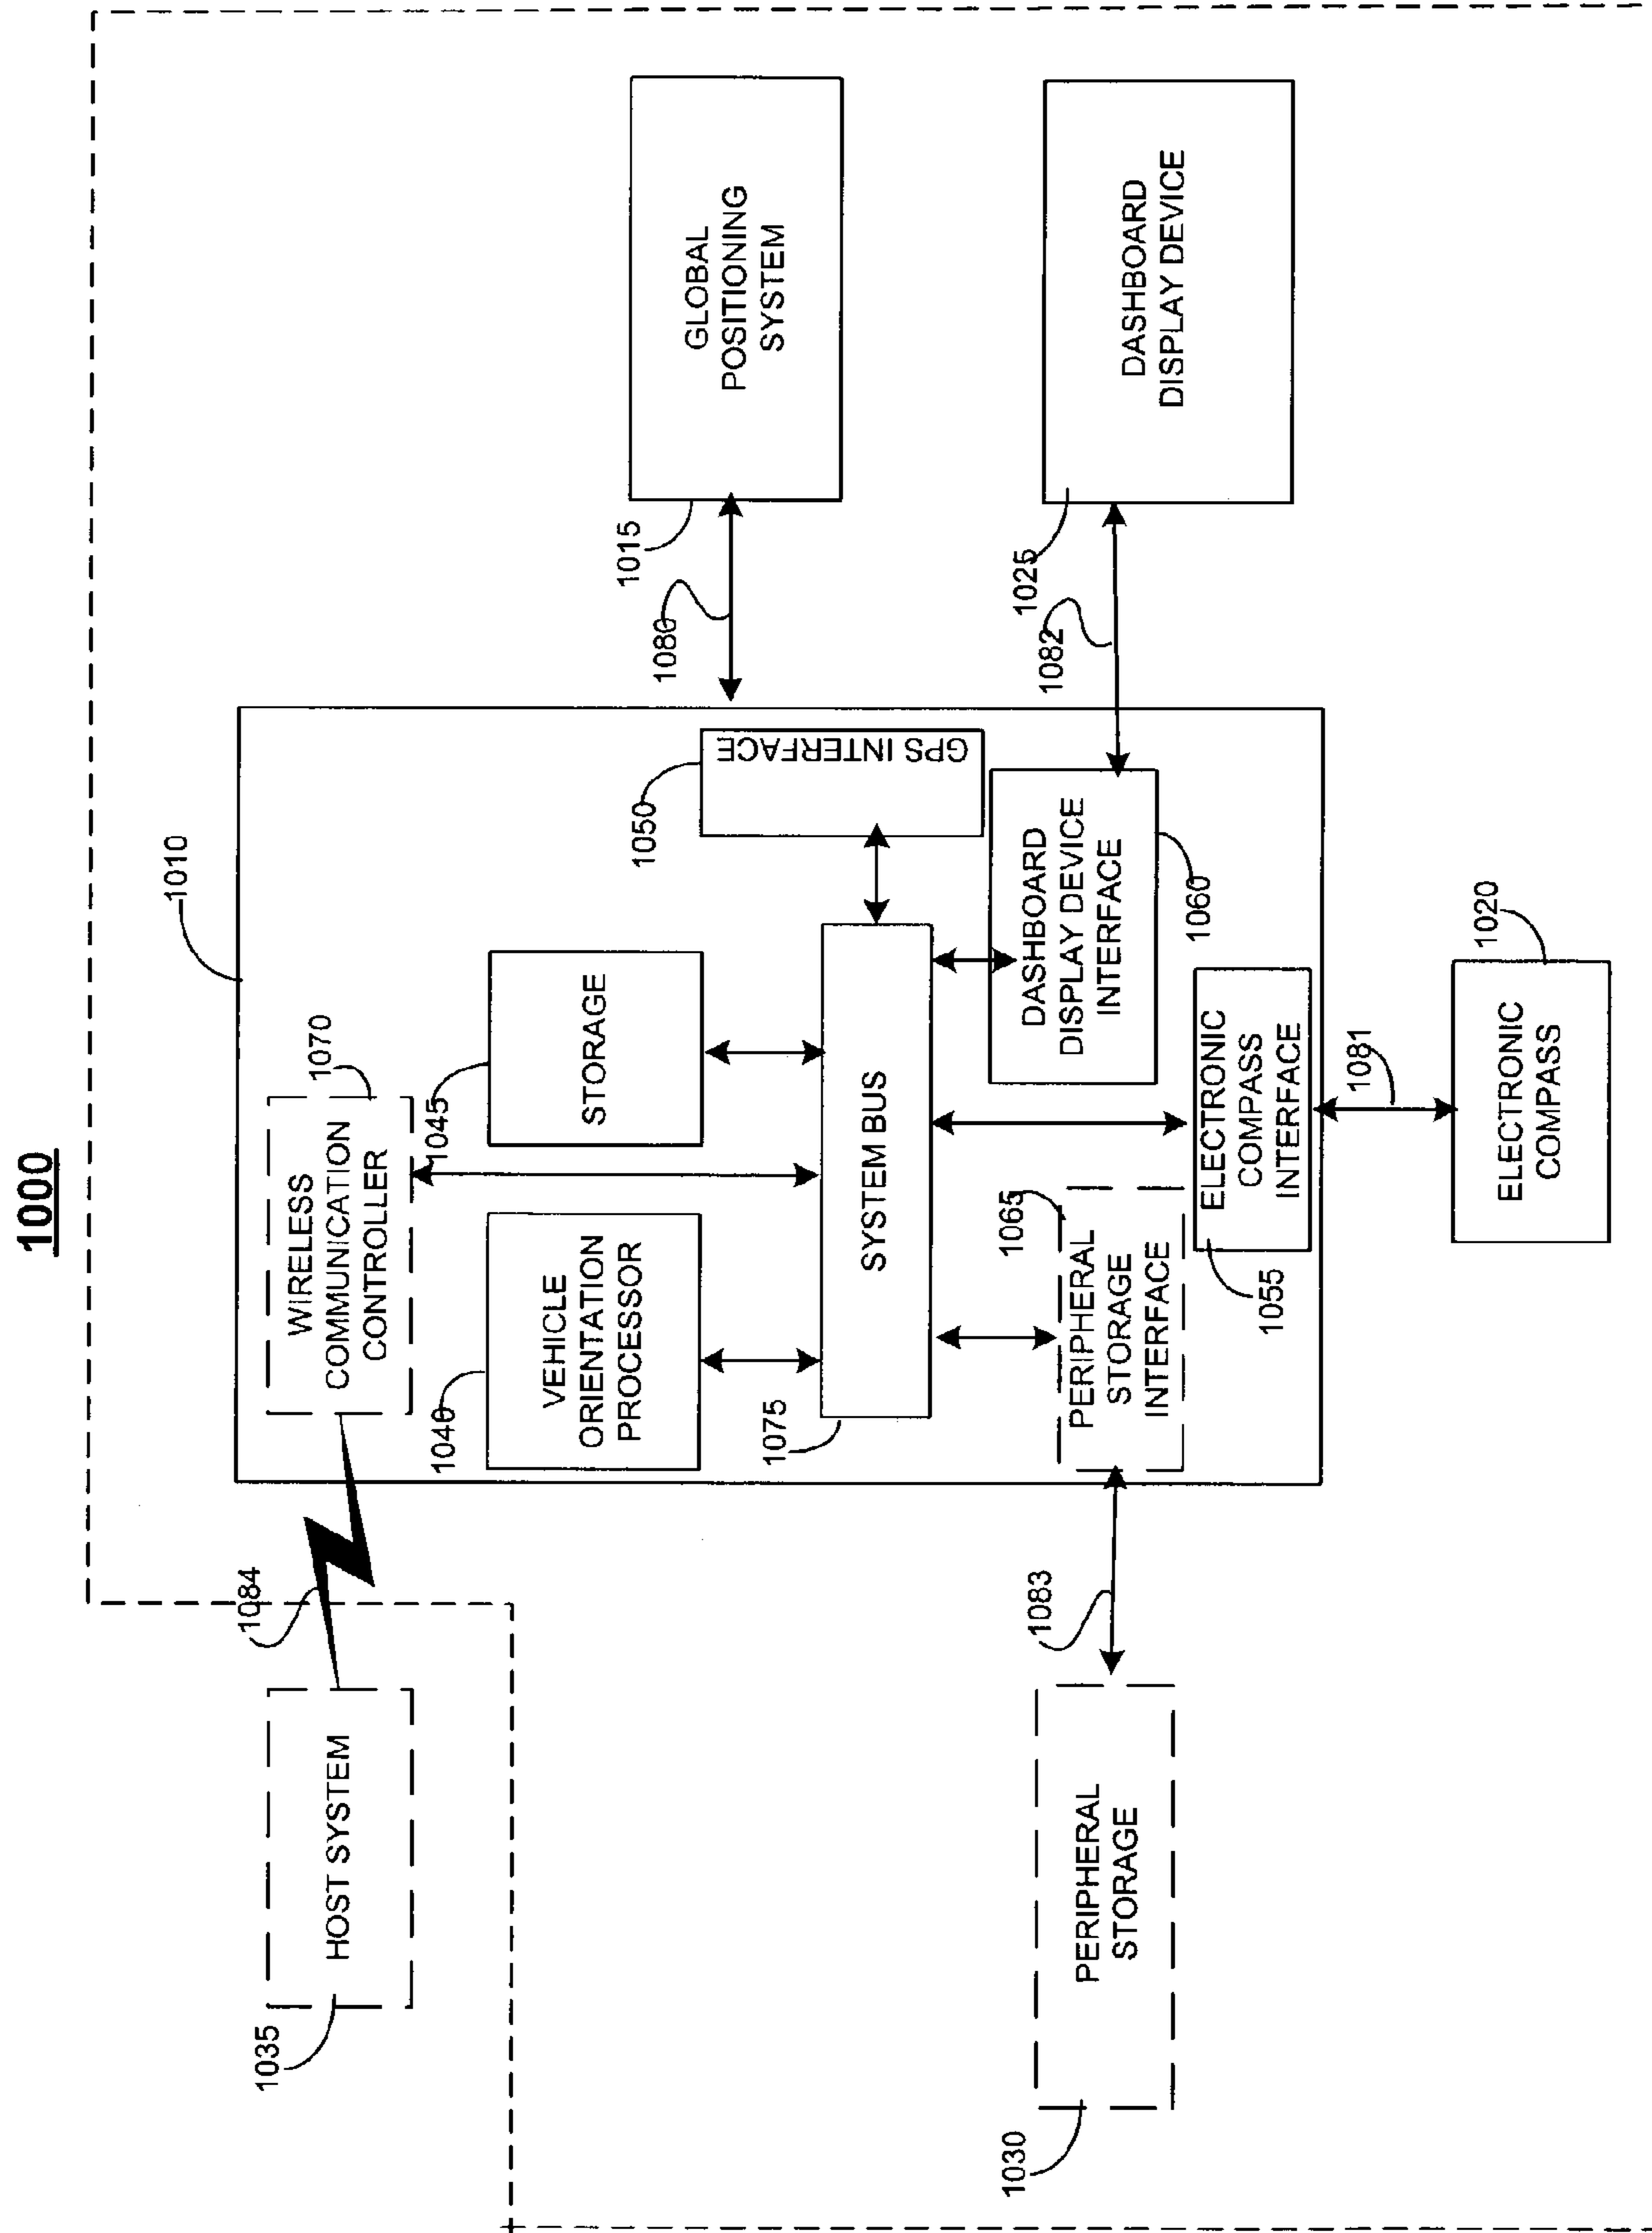 1000
1010
WIRELESS
COMMUNICATION
CONTROLLER
1070
HOST SYSTEM
1035
1084
VEHICLE
ORIENTATION
PROCESSOR
1040
STORAGE
1045
GLOBAL
POSITIONING
SYSTEM
1015
1080
GPS INTERFACE
1050
SYSTEM BUS
1075
DASHBOARD
DISPLAY DEVICE
INTERFACE
1060
DASHBOARD
DISPLAY DEVICE
1025
1082
PERIPHERAL
STORAGE
1030
1083
PERIPHERAL
STORAGE
INTERFACE
1065
ELECTRONIC
COMPASS
INTERFACE
1055
1081
ELECTRONIC
COMPASS
1020